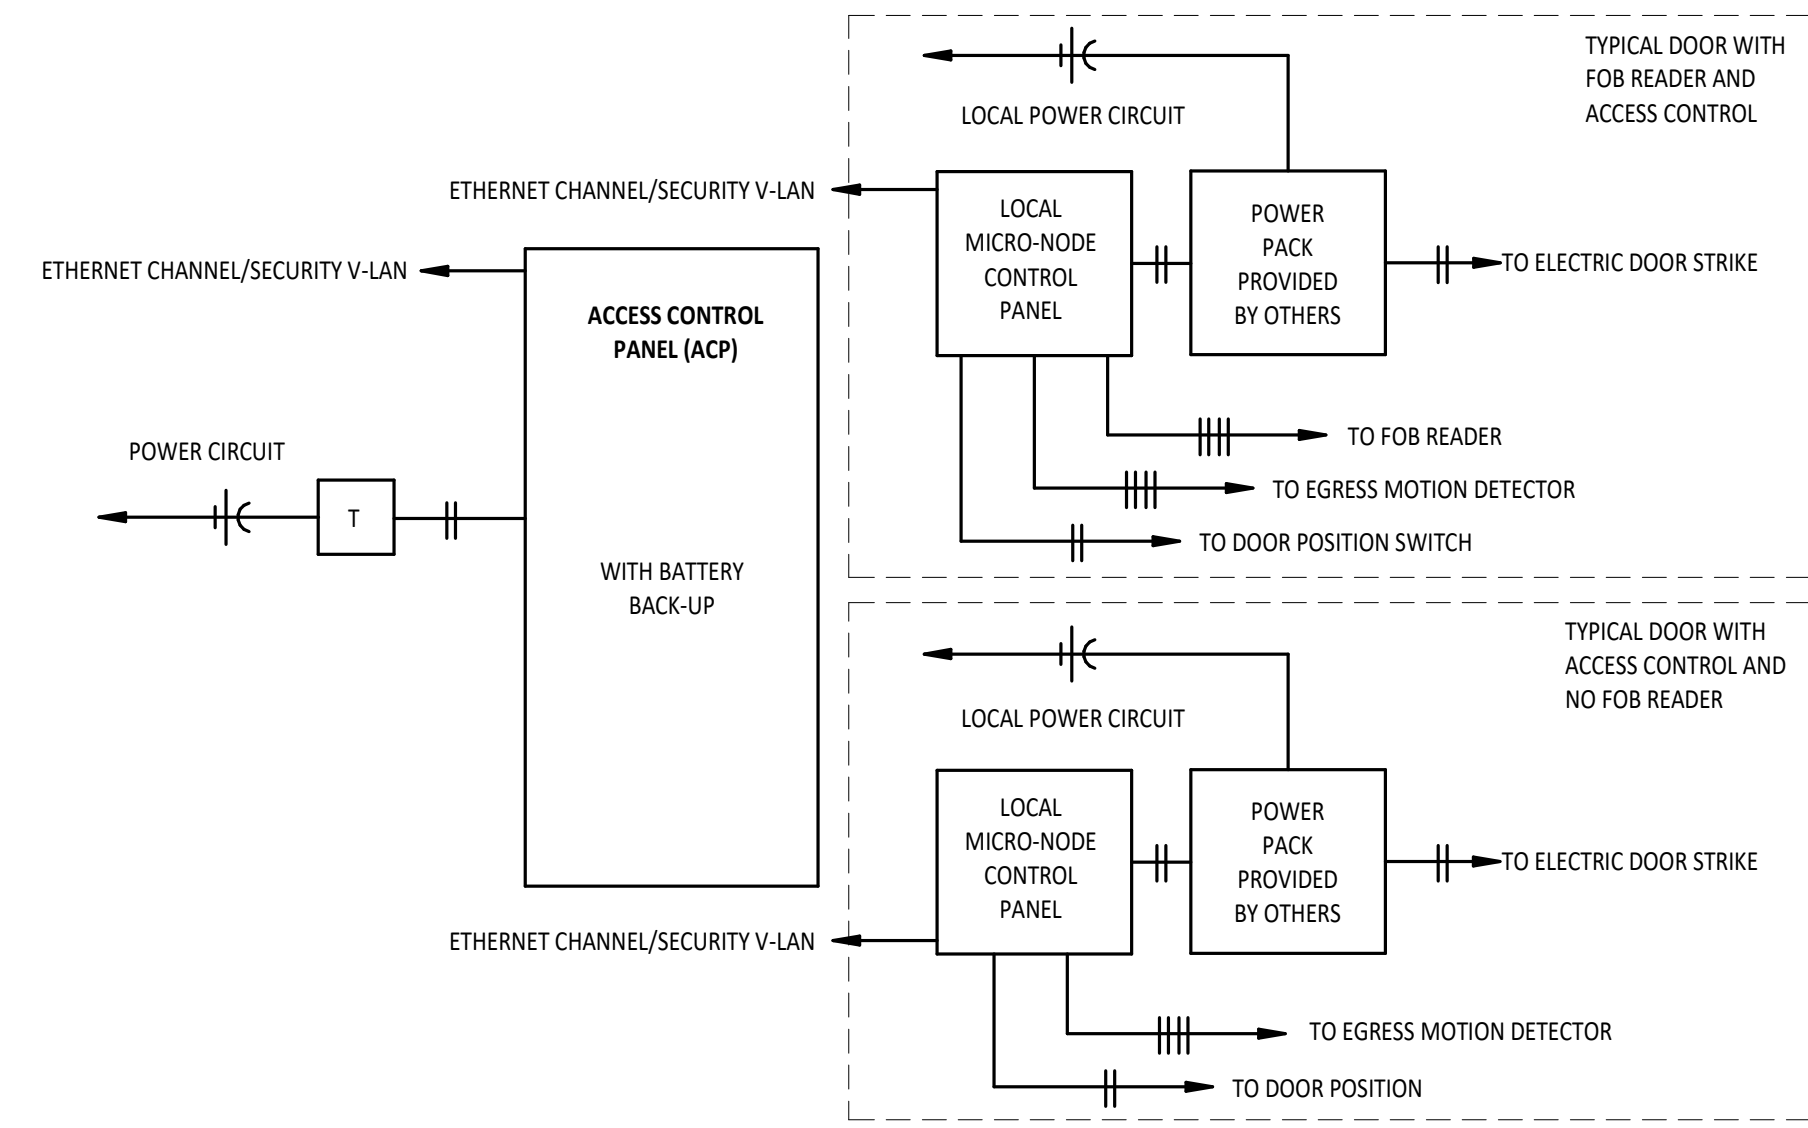 TYPICAL DOOR WITH
FOB READER AND
ACCESS CONTROL
LOCAL POWER CIRCUIT
ETHERNET CHANNEL/SECURITY V-LAN
LOCAL
MICRO-NODE
CONTROL
PANEL
POWER
PACK
PROVIDED
BY OTHERS
TO ELECTRIC DOOR STRIKE
ETHERNET CHANNEL/SECURITY V-LAN
ACCESS CONTROL
PANEL (ACP)
TO FOB READER
POWER CIRCUIT
TO EGRESS MOTION DETECTOR
T
TO DOOR POSITION SWITCH
WITH BATTERY
BACK-UP
TYPICAL DOOR WITH
ACCESS CONTROL AND
NO FOB READER
LOCAL POWER CIRCUIT
LOCAL
MICRO-NODE
CONTROL
PANEL
POWER
PACK
PROVIDED
BY OTHERS
TO ELECTRIC DOOR STRIKE
ETHERNET CHANNEL/SECURITY V-LAN
TO EGRESS MOTION DETECTOR
TO DOOR POSITION